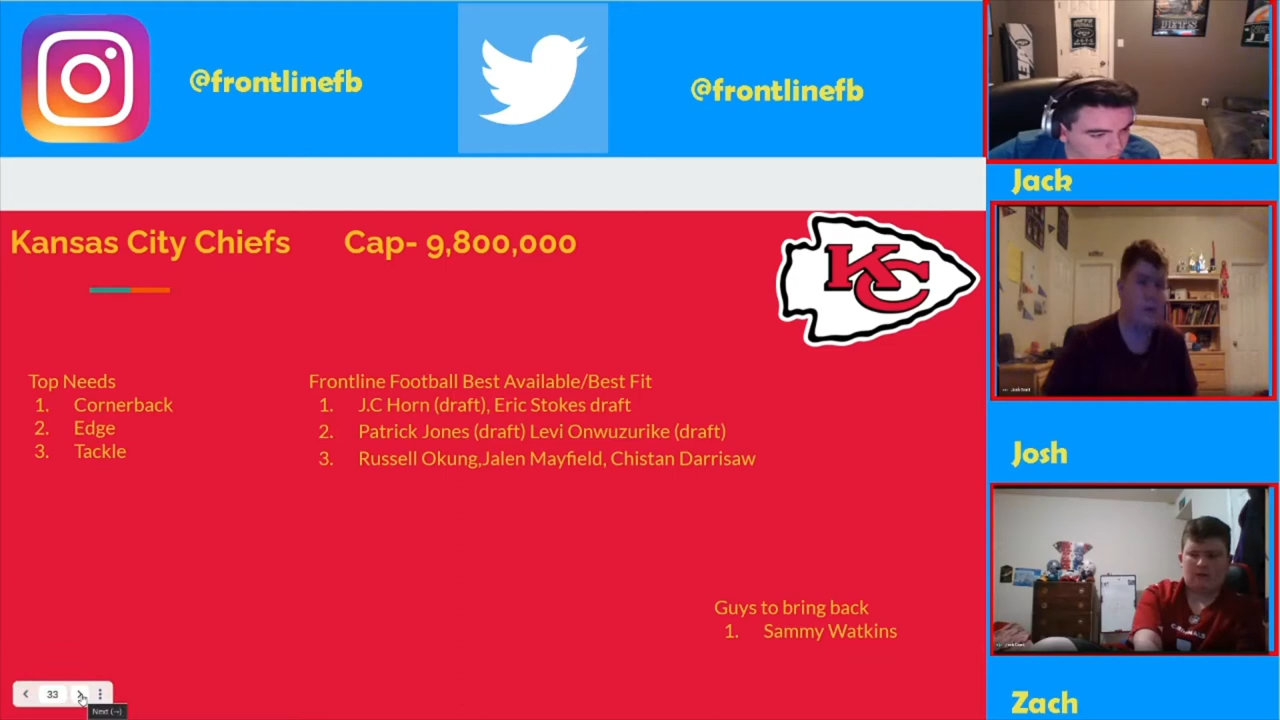 @frontlinefb
@frontlinefb
Kansas City Chiefs
Cap- 9,800,000
KC
Top Needs
1. Cornerback
2. Edge
3. Tackle
Frontline Football Best Available/Best Fit
1. J.C Horn (draft), Eric Stokes draft
2. Patrick Jones (draft) Levi Onwuzurike (draft)
3. Russell Okung,Jalen Mayfield, Chistan Darrisaw
Guys to bring back
1. Sammy Watkins
33
Next (→)
Jack
Josh
Zach